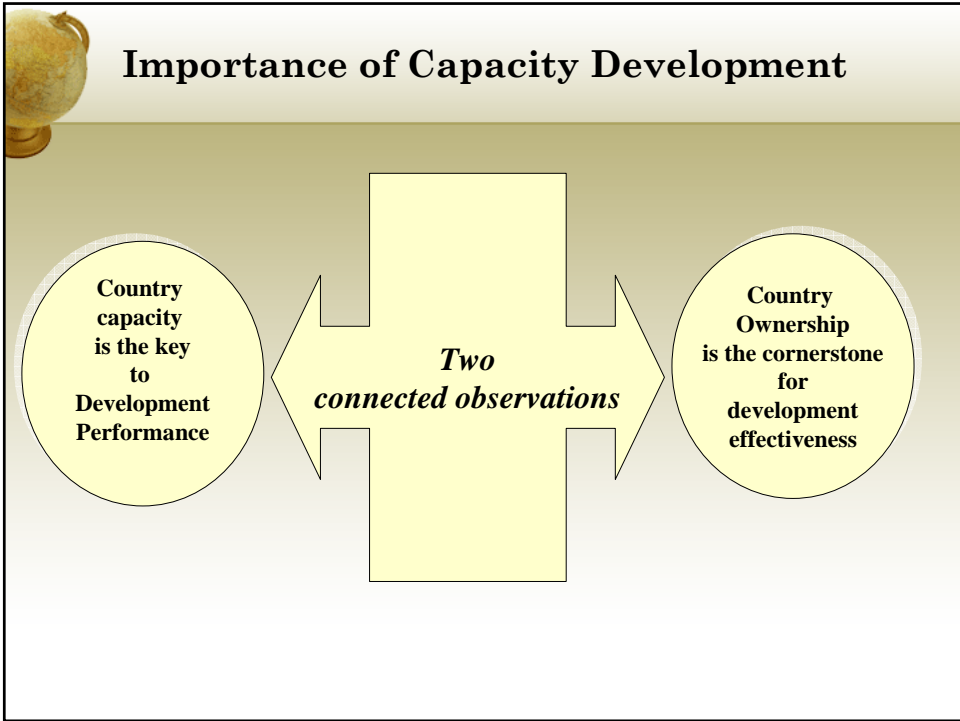 Importance of Capacity Development
Country
capacity
is the key
to
Development
Performance
Two
connected observations
Country
Ownership
is the cornerstone
for
development
effectiveness